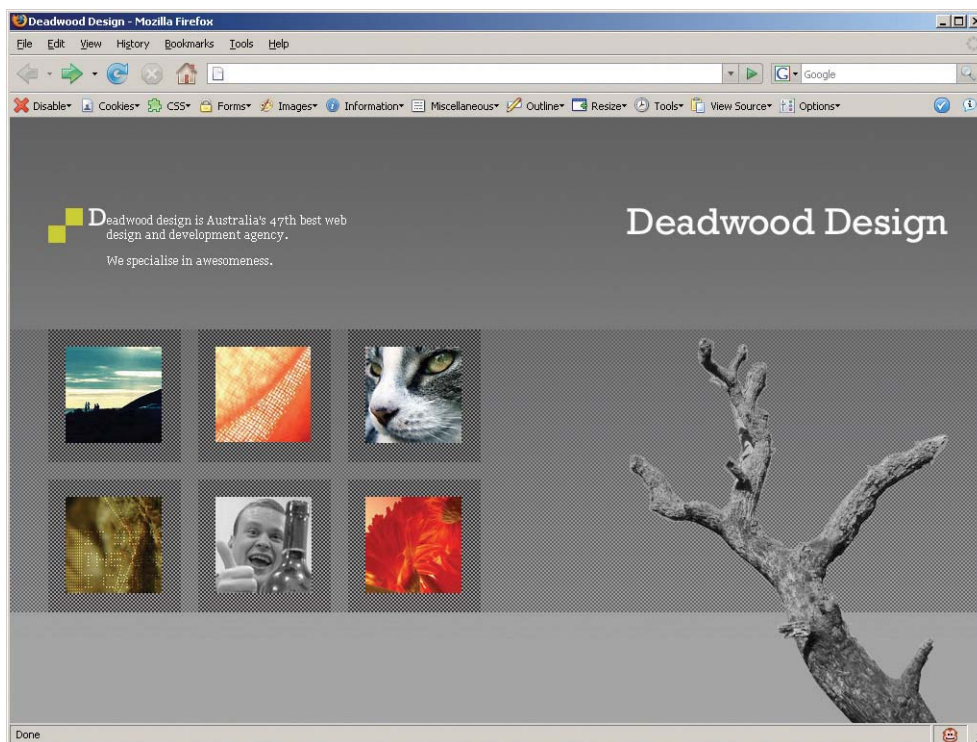 Deadwood Design - Mozilla Firefox
File Edit View History Bookmarks Tools Help
G Google
Disable Cookies CSS Forms Images Information Miscellaneous Outline Resize Tools View Source Options
Deadwood design is Australia's 47th best web
design and development agency.
We specialise in awesomeness.
Deadwood Design
Done